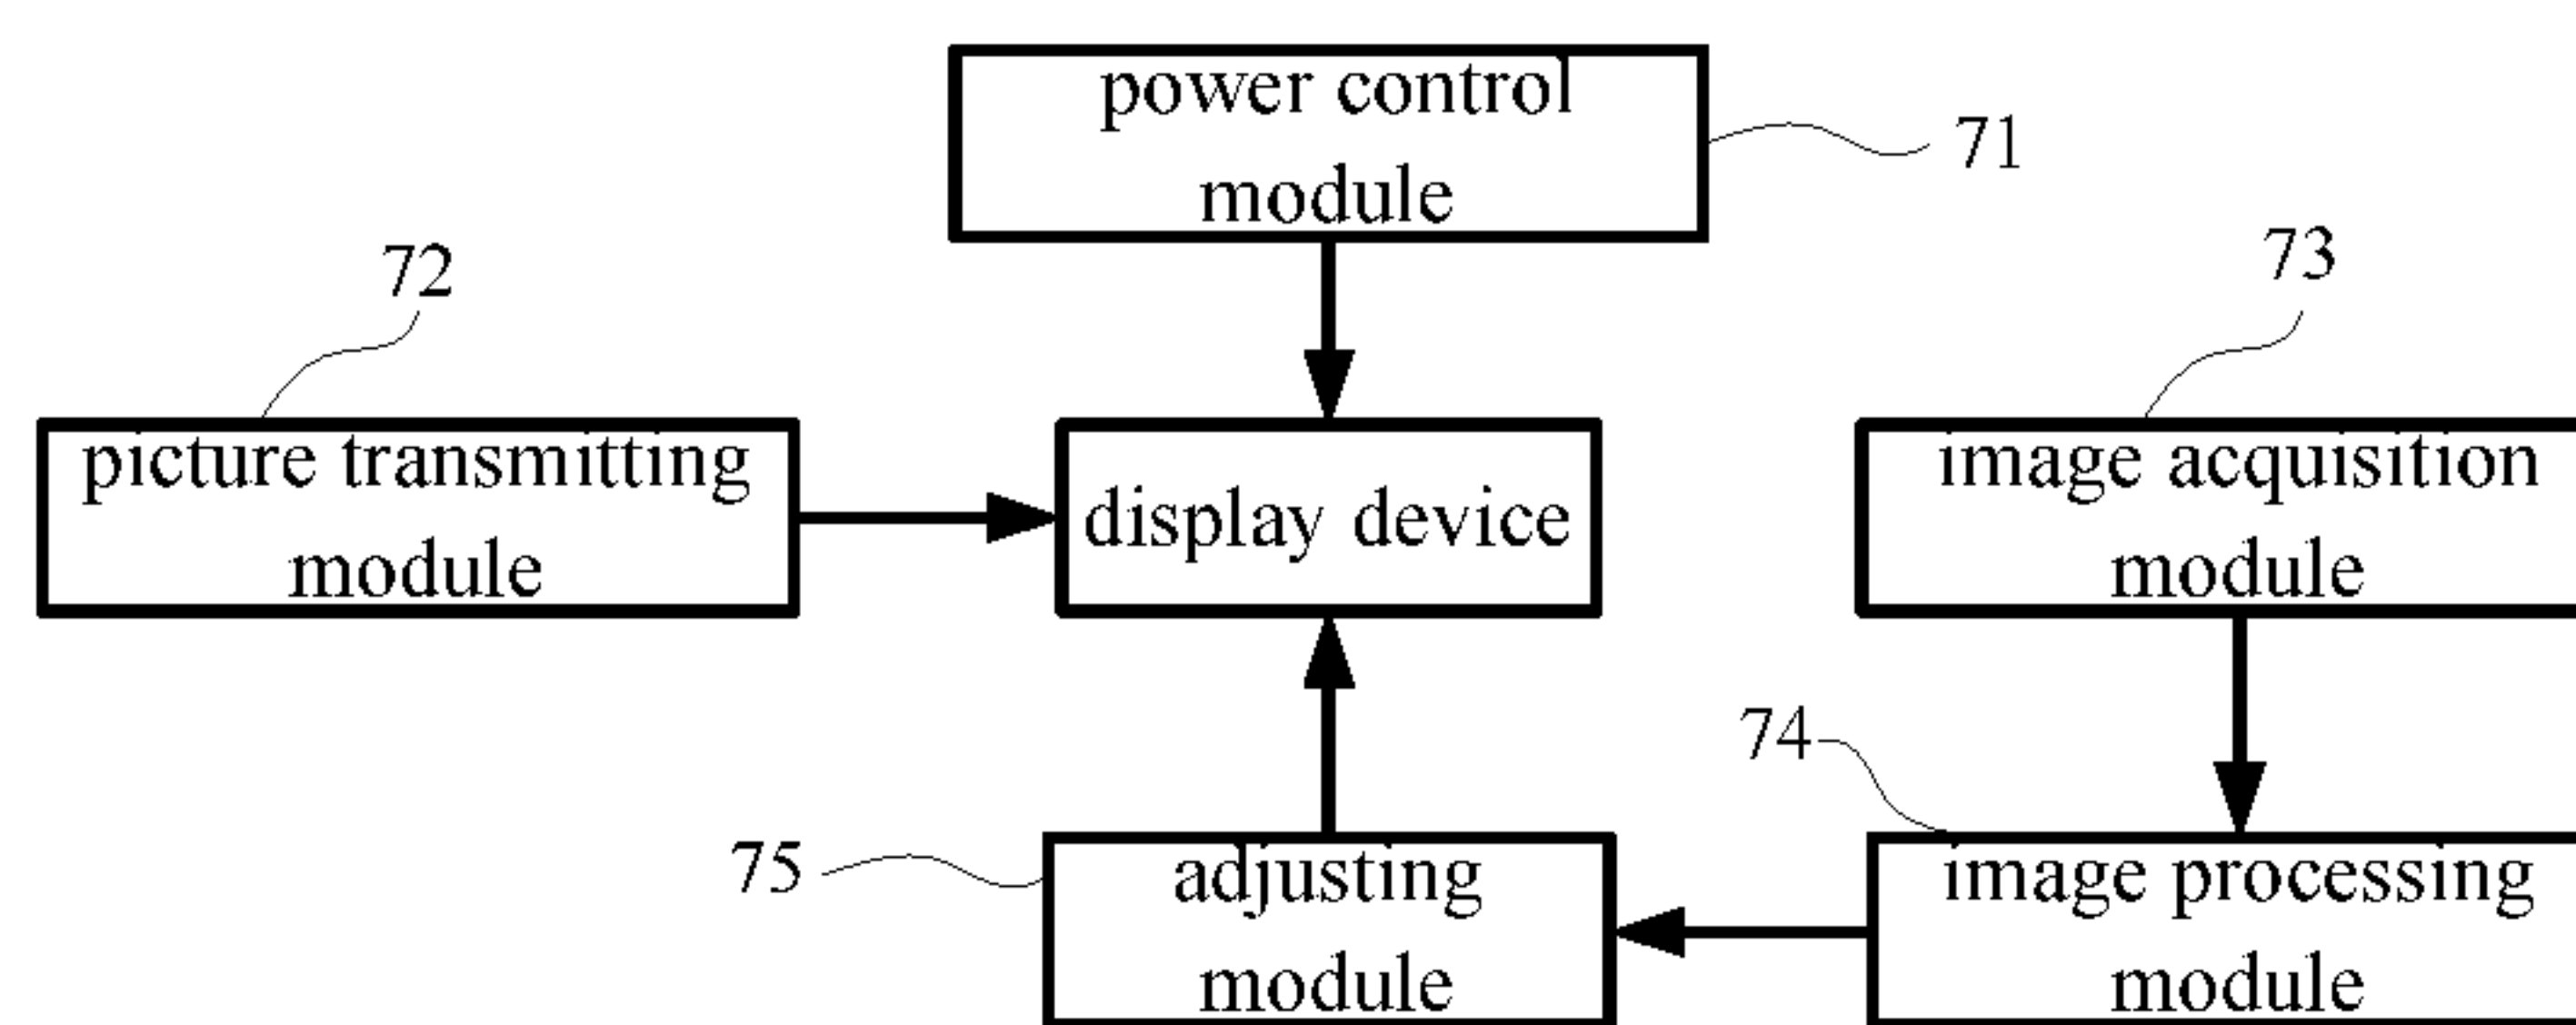 power control
module
71
72
73
picture transmitting
module
display device
image acquisition
module
74
75
adjusting
module
image processing
module